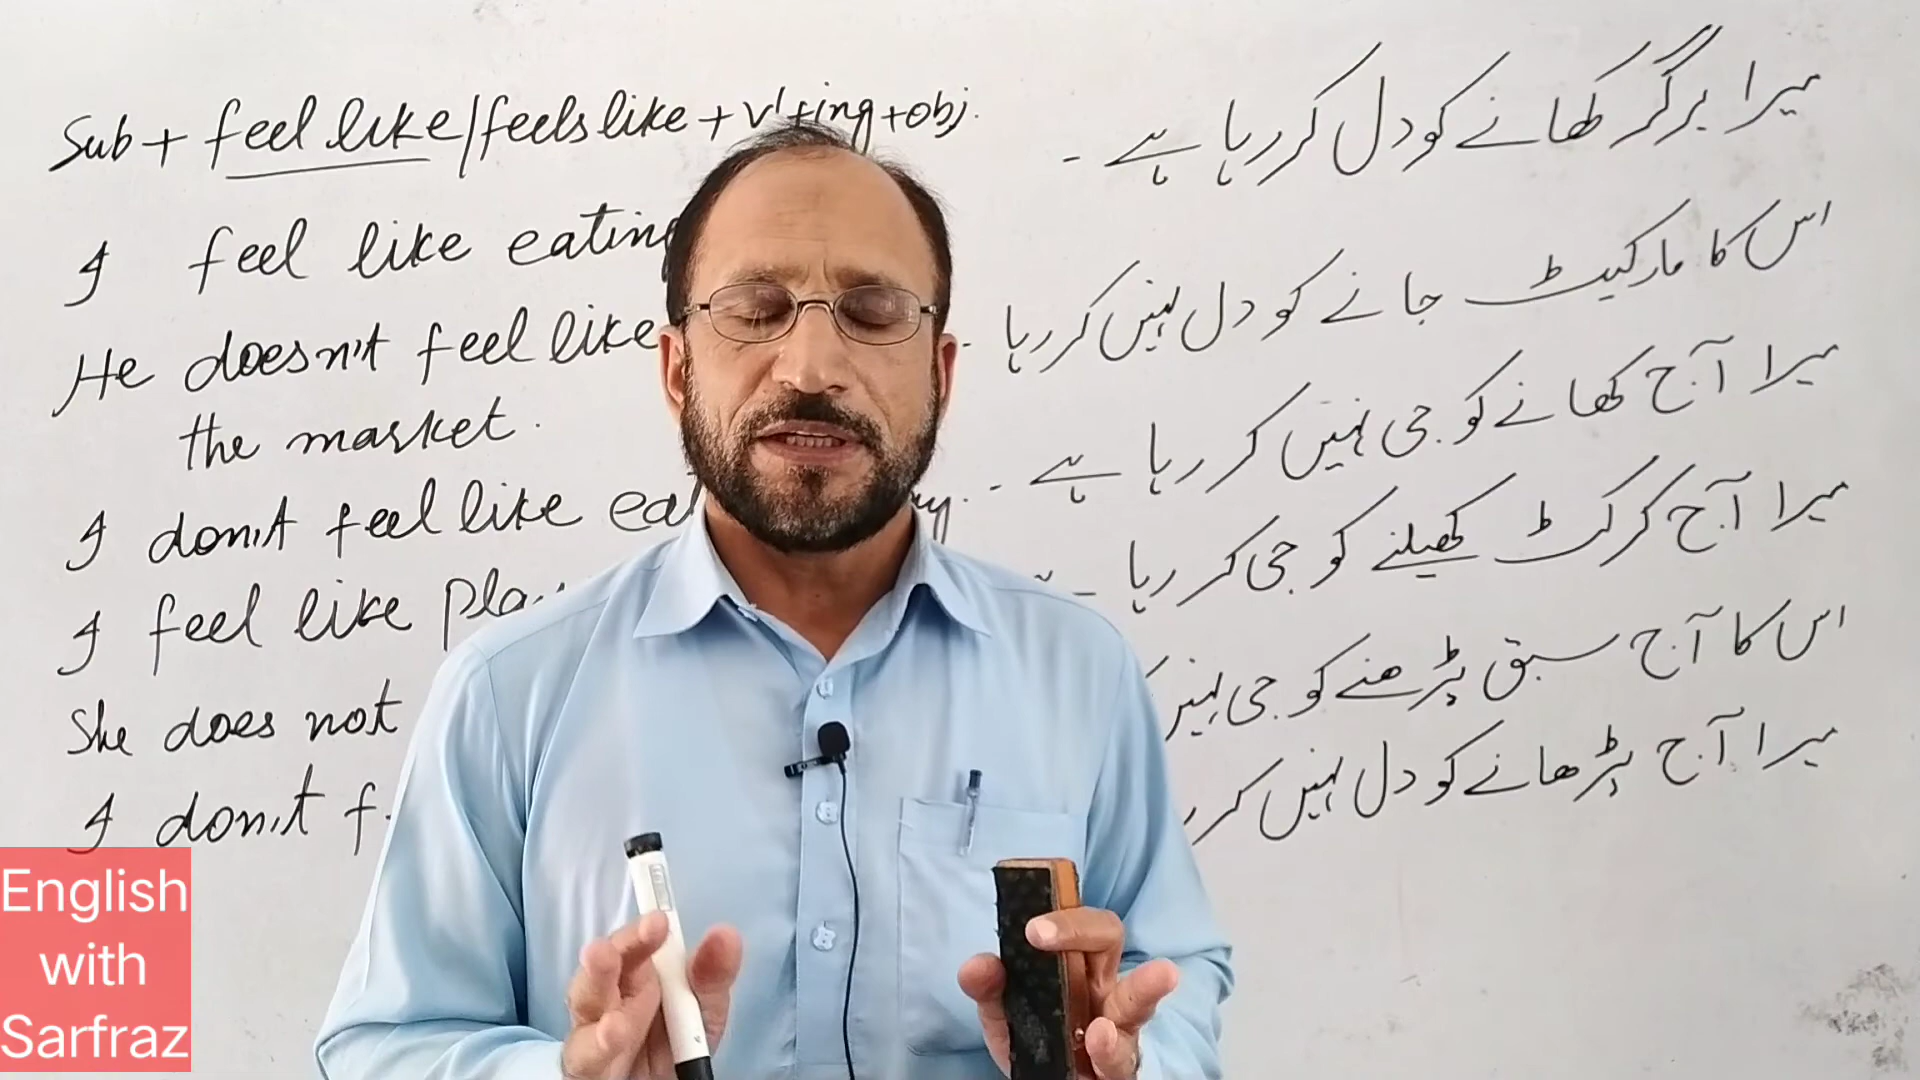 Sub + feel like/feels like + V¹+ing+obj.
I feel like eating
He doesn't feel like
the market.
I don't feel like
I feel like
She does not
I don't
میرا برگر کھانے کو دل کر رہا ہے ۔
اس کا مارکیٹ جانے کو دل نہیں کر رہا
میرا آج کھانے کو جی نہیں کر رہا ہے ۔
میرا آج کرکٹ کھیلنے کو جی کر رہا
اس کا آج سبق پڑھنے کو جی نہیں
میرا آج پڑھانے کو دل نہیں کر
English
with
Sarfraz